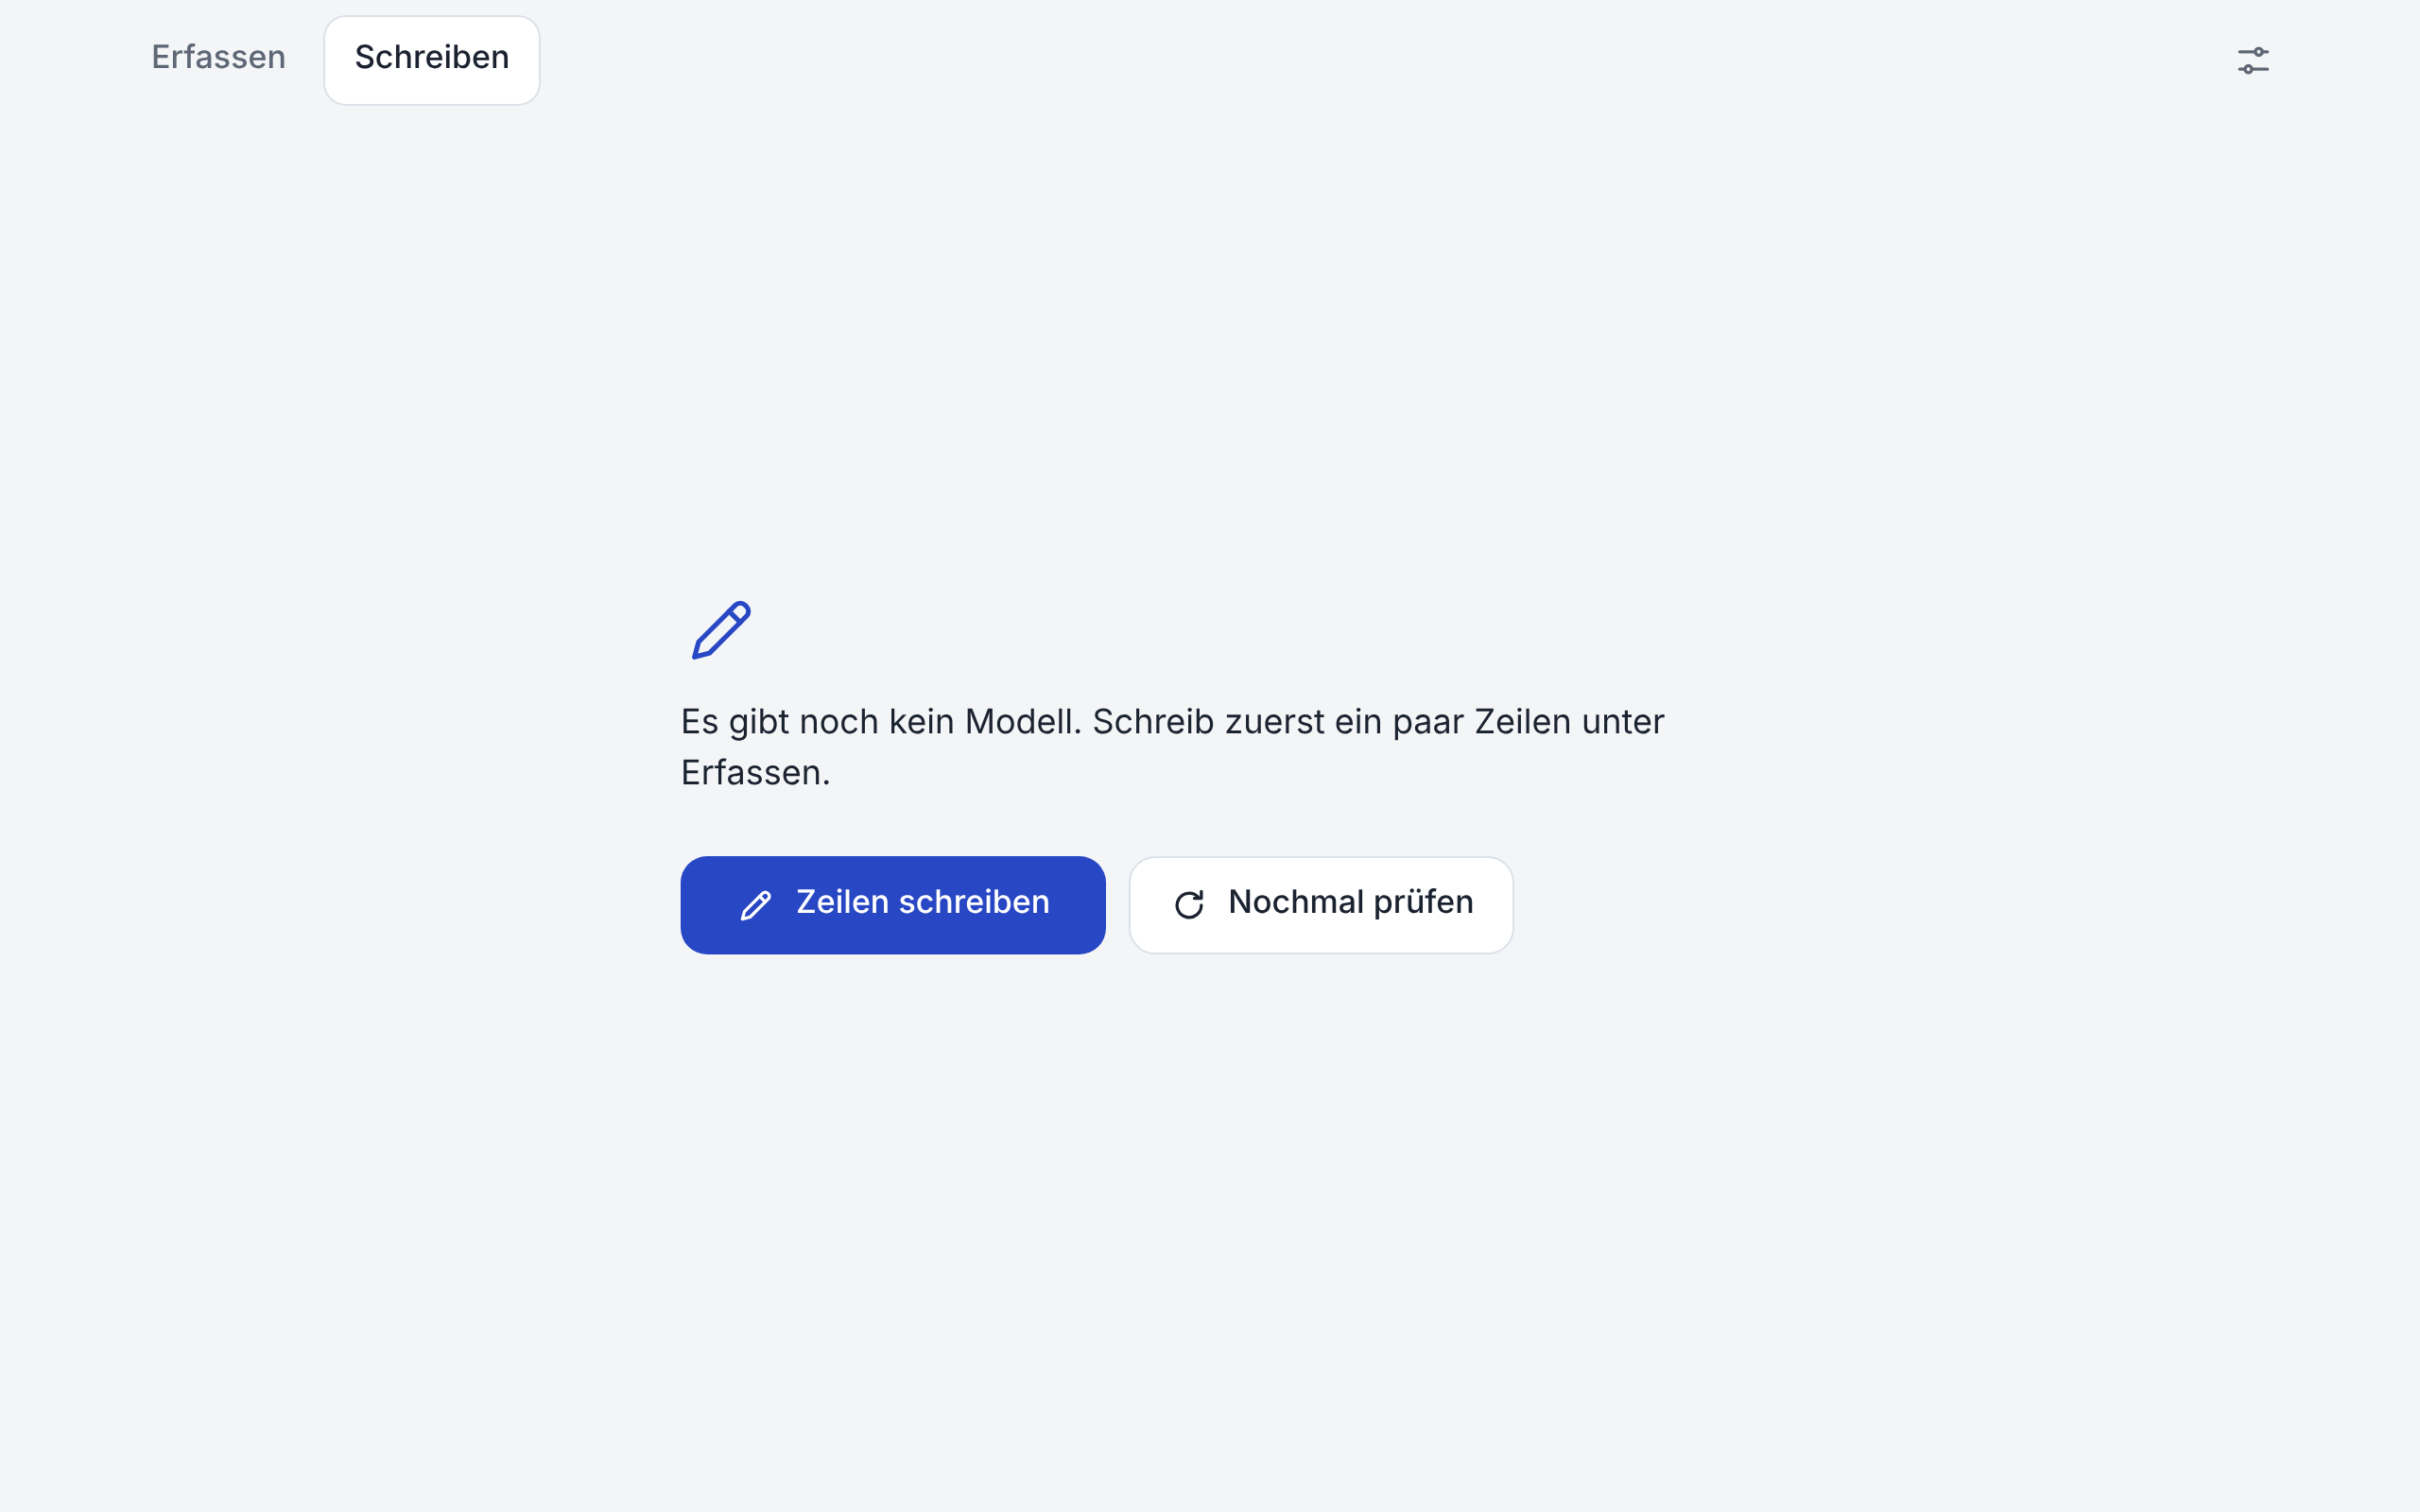 Erfassen
Schreiben
Es gibt noch kein Modell. Schreib zuerst ein paar Zeilen unter
Erfassen.
Zeilen schreiben
Nochmal prüfen